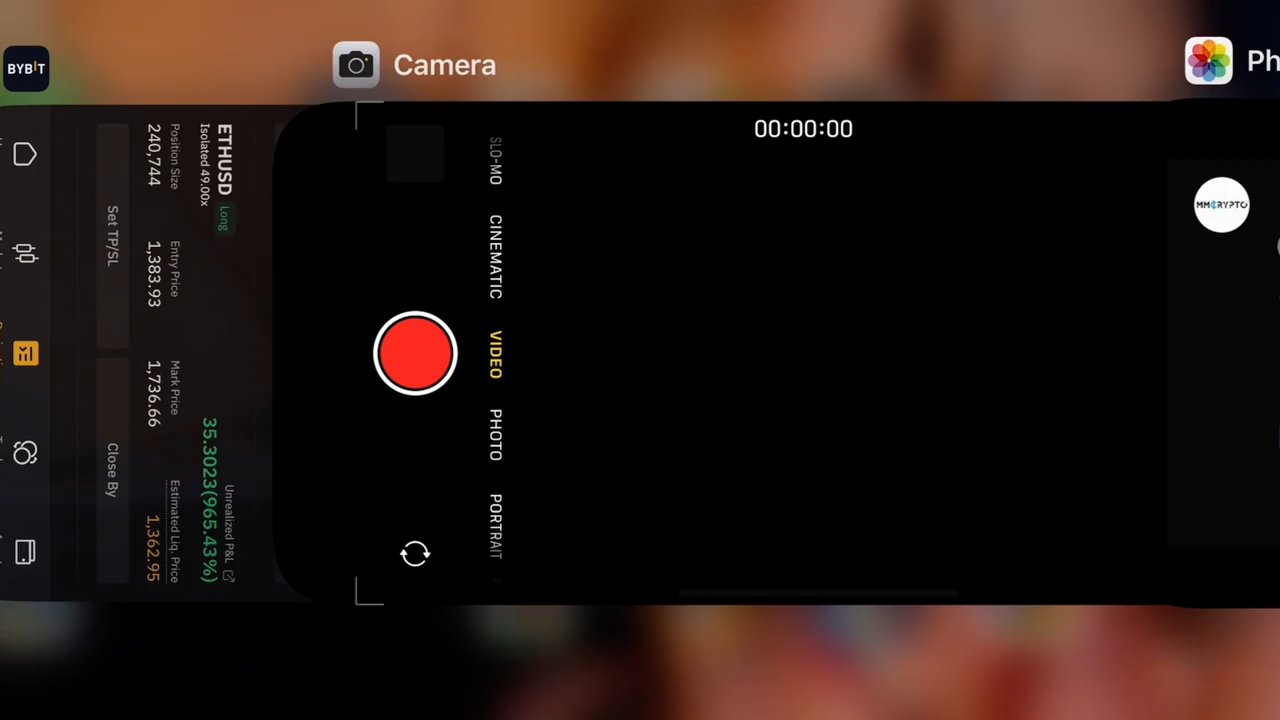 BYBIT
Camera
Ph
ETHUSD Long
Isolated 49.00x
Unrealized P&L
35.3023(965.43%)
Position Size
Entry Price
Mark Price
Estimated Liq. Price
240,744
1,383.93
1,736.66
1,362.95
Set TP/SL
Close By
00:00:00
SLO-MO
CINEMATIC
VIDEO
PHOTO
PORTRAIT
MMCRYPTO